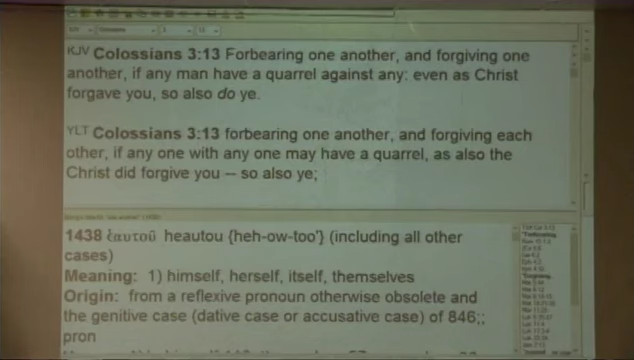 KJV Colossians 3:13 Forbearing one another, and forgiving one
another, if any man have a quarrel against any: even as Christ
forgave you, so also do ye.
YLT Colossians 3:13 forbearing one another, and forgiving each
other, if any one with any one may have a quarrel, as also the
Christ did forgive you -- so also ye;
1438 ἑαυτοῦ heautou {heh-ow-too'} (including all other
cases)
Meaning: 1) himself, herself, itself, themselves
Origin: from a reflexive pronoun otherwise obsolete and
the genitive case (dative case or accusative case) of 846;;
pron